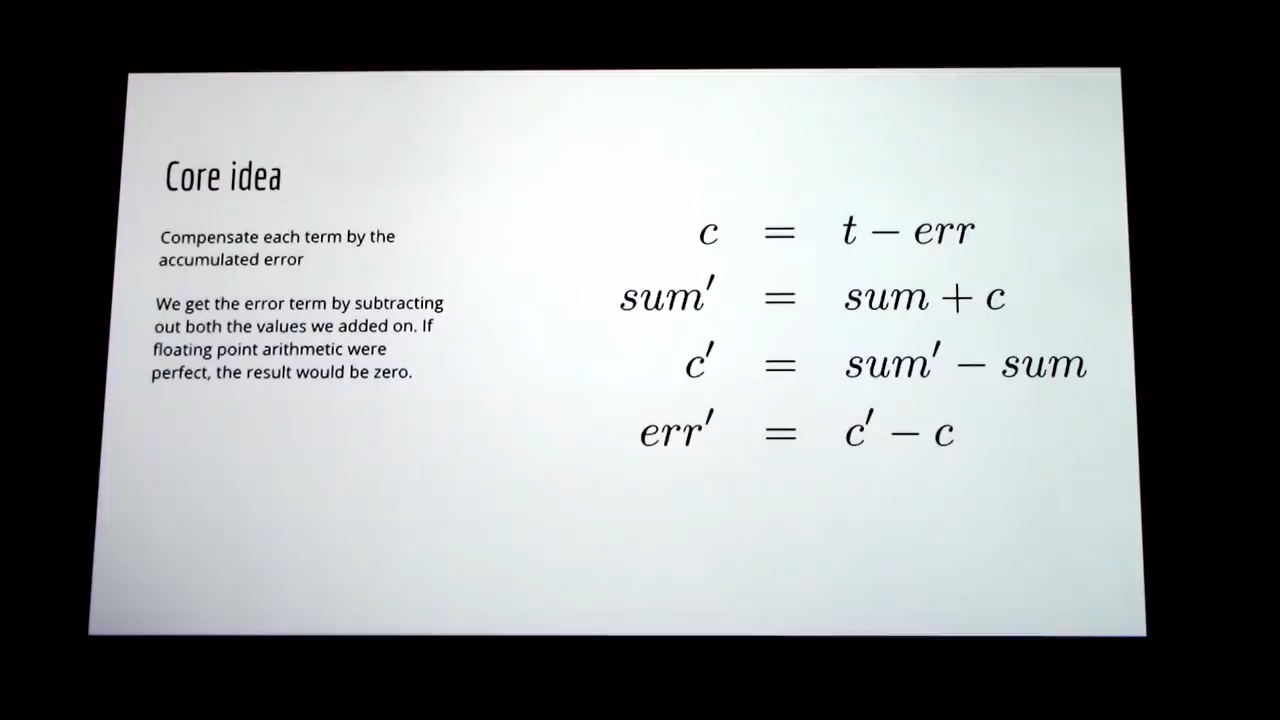 Core idea
Compensate each term by the
accumulated error
We get the error term by subtracting
out both the values we added on. If
floating point arithmetic were
perfect, the result would be zero.
c = t − err
sum′ = sum + c
c′ = sum′ − sum
err′ = c′ − c